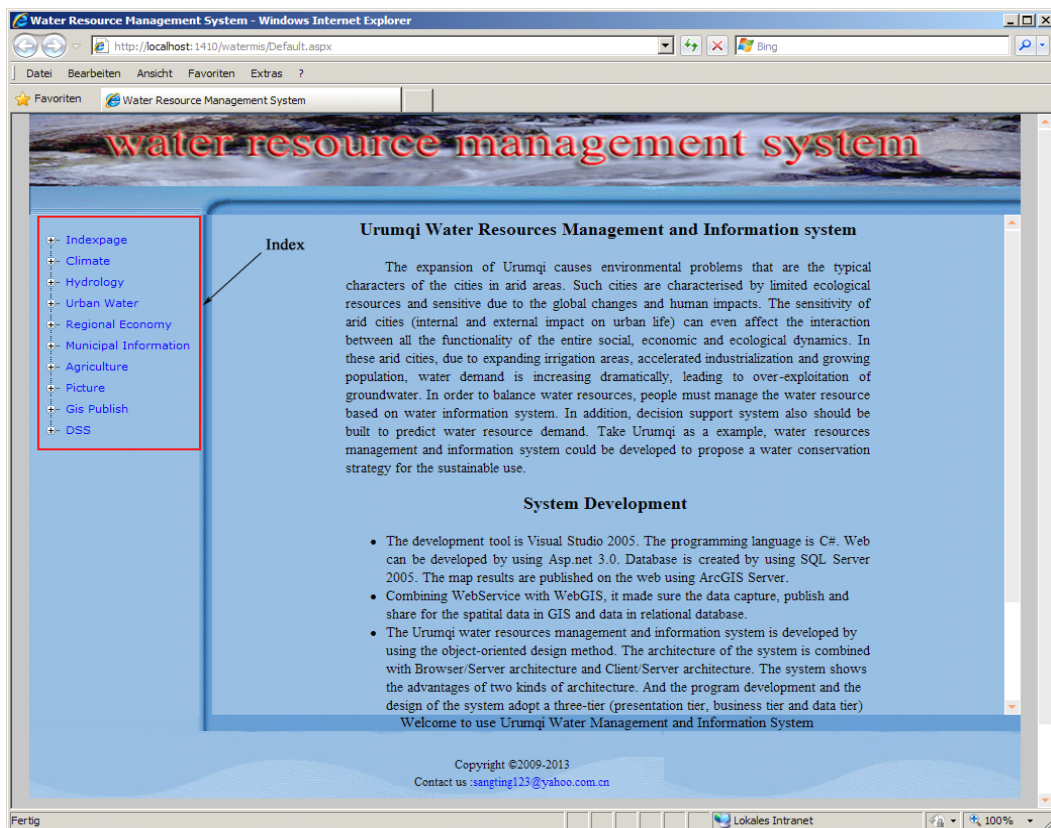 Water Resource Management System - Windows Internet Explorer
http://localhost:1410/watermis/Default.aspx
Bing
Datei Bearbeiten Ansicht Favoriten Extras ?
Favoriten
Water Resource Management System
water resource management system
Indexpage
Climate
Hydrology
Urban Water
Regional Economy
Municipal Information
Agriculture
Picture
Gis Publish
DSS
Index
Urumqi Water Resources Management and Information system
The expansion of Urumqi causes environmental problems that are the typical
characters of the cities in arid areas. Such cities are characterised by limited ecological
resources and sensitive due to the global changes and human impacts. The sensitivity of
arid cities (internal and external impact on urban life) can even affect the interaction
between all the functionality of the entire social, economic and ecological dynamics. In
these arid cities, due to expanding irrigation areas, accelerated industrialization and growing
population, water demand is increasing dramatically, leading to over-exploitation of
groundwater. In order to balance water resources, people must manage the water resource
based on water information system. In addition, decision support system also should be
built to predict water resource demand. Take Urumqi as a example, water resources
management and information system could be developed to propose a water conservation
strategy for the sustainable use.
System Development
• The development tool is Visual Studio 2005. The programming language is C#. Web
can be developed by using Asp.net 3.0. Database is created by using SQL Server
2005. The map results are published on the web using ArcGIS Server.
• Combining WebService with WebGIS, it made sure the data capture, publish and
share for the spatital data in GIS and data in relational database.
• The Urumqi water resources management and information system is developed by
using the object-oriented design method. The architecture of the system is combined
with Browser/Server architecture and Client/Server architecture. The system shows
the advantages of two kinds of architecture. And the program development and the
design of the system adopt a three-tier (presentation tier, business tier and data tier)
Welcome to use Urumqi Water Management and Information System
Copyright ©2009-2013
Contact us :sangting123@yahoo.com.cn
Fertig
Lokales Intranet
100%